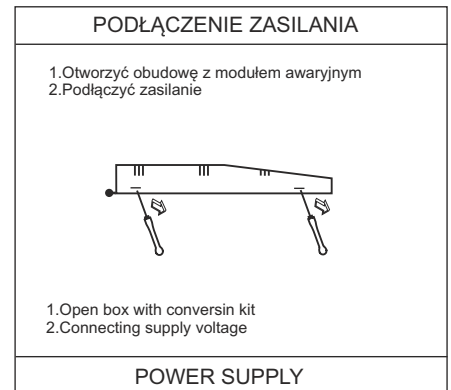 PODŁĄCZENIE ZASILANIA
1.Otworzyć obudowę z modułem awaryjnym
2.Podłączyć zasilanie
1.Open box with conversin kit
2.Connecting supply voltage
POWER SUPPLY